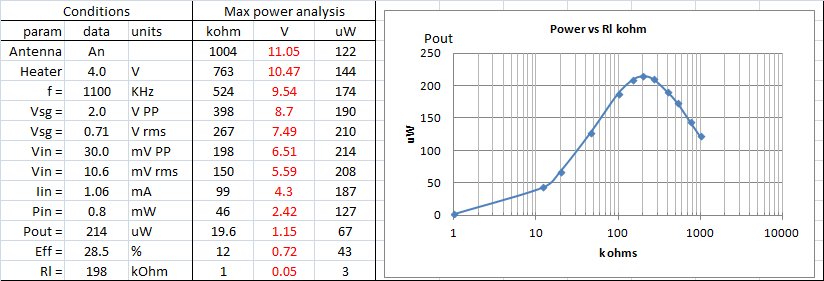 Conditions Max power analysis
param data units kohm V uW
Antenna An 1004 11.05 122
Heater 4.0 V 763 10.47 144
f = 1100 KHz 524 9.54 174
Vsg = 2.0 V PP 398 8.7 190
Vsg = 0.71 V rms 267 7.49 210
Vin = 30.0 mV PP 198 6.51 214
Vin = 10.6 mV rms 150 5.59 208
Iin = 1.06 mA 99 4.3 187
Pin = 0.8 mW 46 2.42 127
Pout = 214 uW 19.6 1.15 67
Eff = 28.5 % 12 0.72 43
Rl = 198 kOhm 1 0.05 3
Power vs Rl kohm
Pout
250
200
150
100
50
0
uW
1 10 100 1000 10000
k ohms